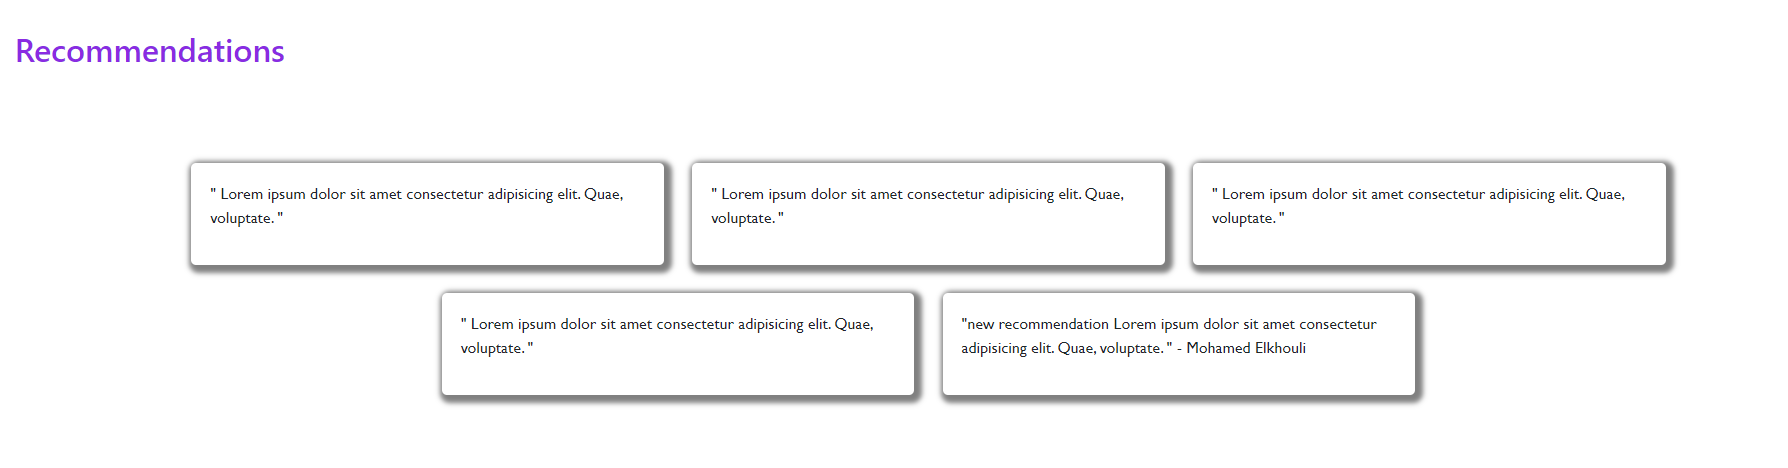 Recommendations
" Lorem ipsum dolor sit amet consectetur adipisicing elit. Quae,
voluptate. "
" Lorem ipsum dolor sit amet consectetur adipisicing elit. Quae,
voluptate. "
" Lorem ipsum dolor sit amet consectetur adipisicing elit. Quae,
voluptate. "
" Lorem ipsum dolor sit amet consectetur adipisicing elit. Quae,
voluptate. "
"new recommendation Lorem ipsum dolor sit amet consectetur
adipisicing elit. Quae, voluptate. " - Mohamed Elkhouli